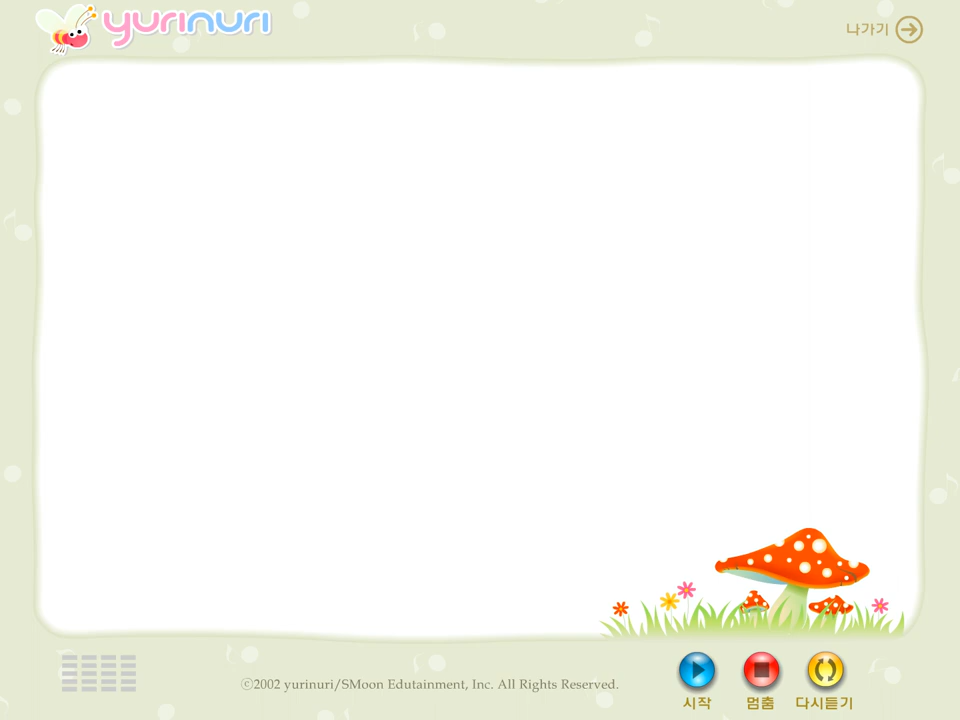 yurinuri
나가기
ⓒ2002 yurinuri/SMoon Edutainment, Inc. All Rights Reserved.
시작 멈춤 다시듣기